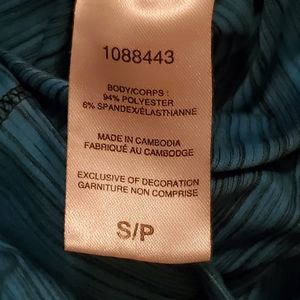 1088443
BODY/CORPS :
94% POLYESTER
6% SPANDEX/ÉLASTHANNE
MADE IN CAMBODIA
FABRIQUÉ AU CAMBODGE
EXCLUSIVE OF DECORATION
GARNITURE NON COMPRISE
S/P